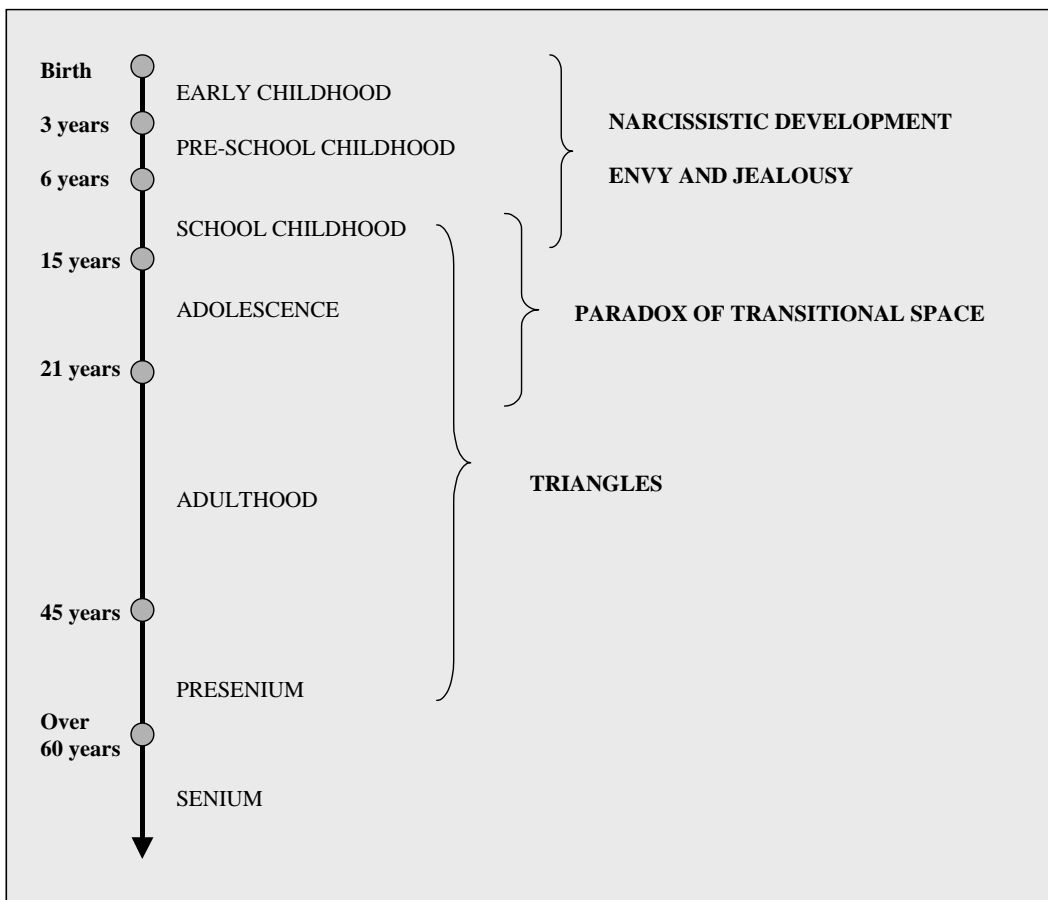 Birth
EARLY CHILDHOOD
3 years
NARCISSISTIC DEVELOPMENT
PRE-SCHOOL CHILDHOOD
6 years
ENVY AND JEALOUSY
SCHOOL CHILDHOOD
15 years
ADOLESCENCE
PARADOX OF TRANSITIONAL SPACE
21 years
TRIANGLES
ADULTHOOD
45 years
PRESENIUM
Over
60 years
SENIUM